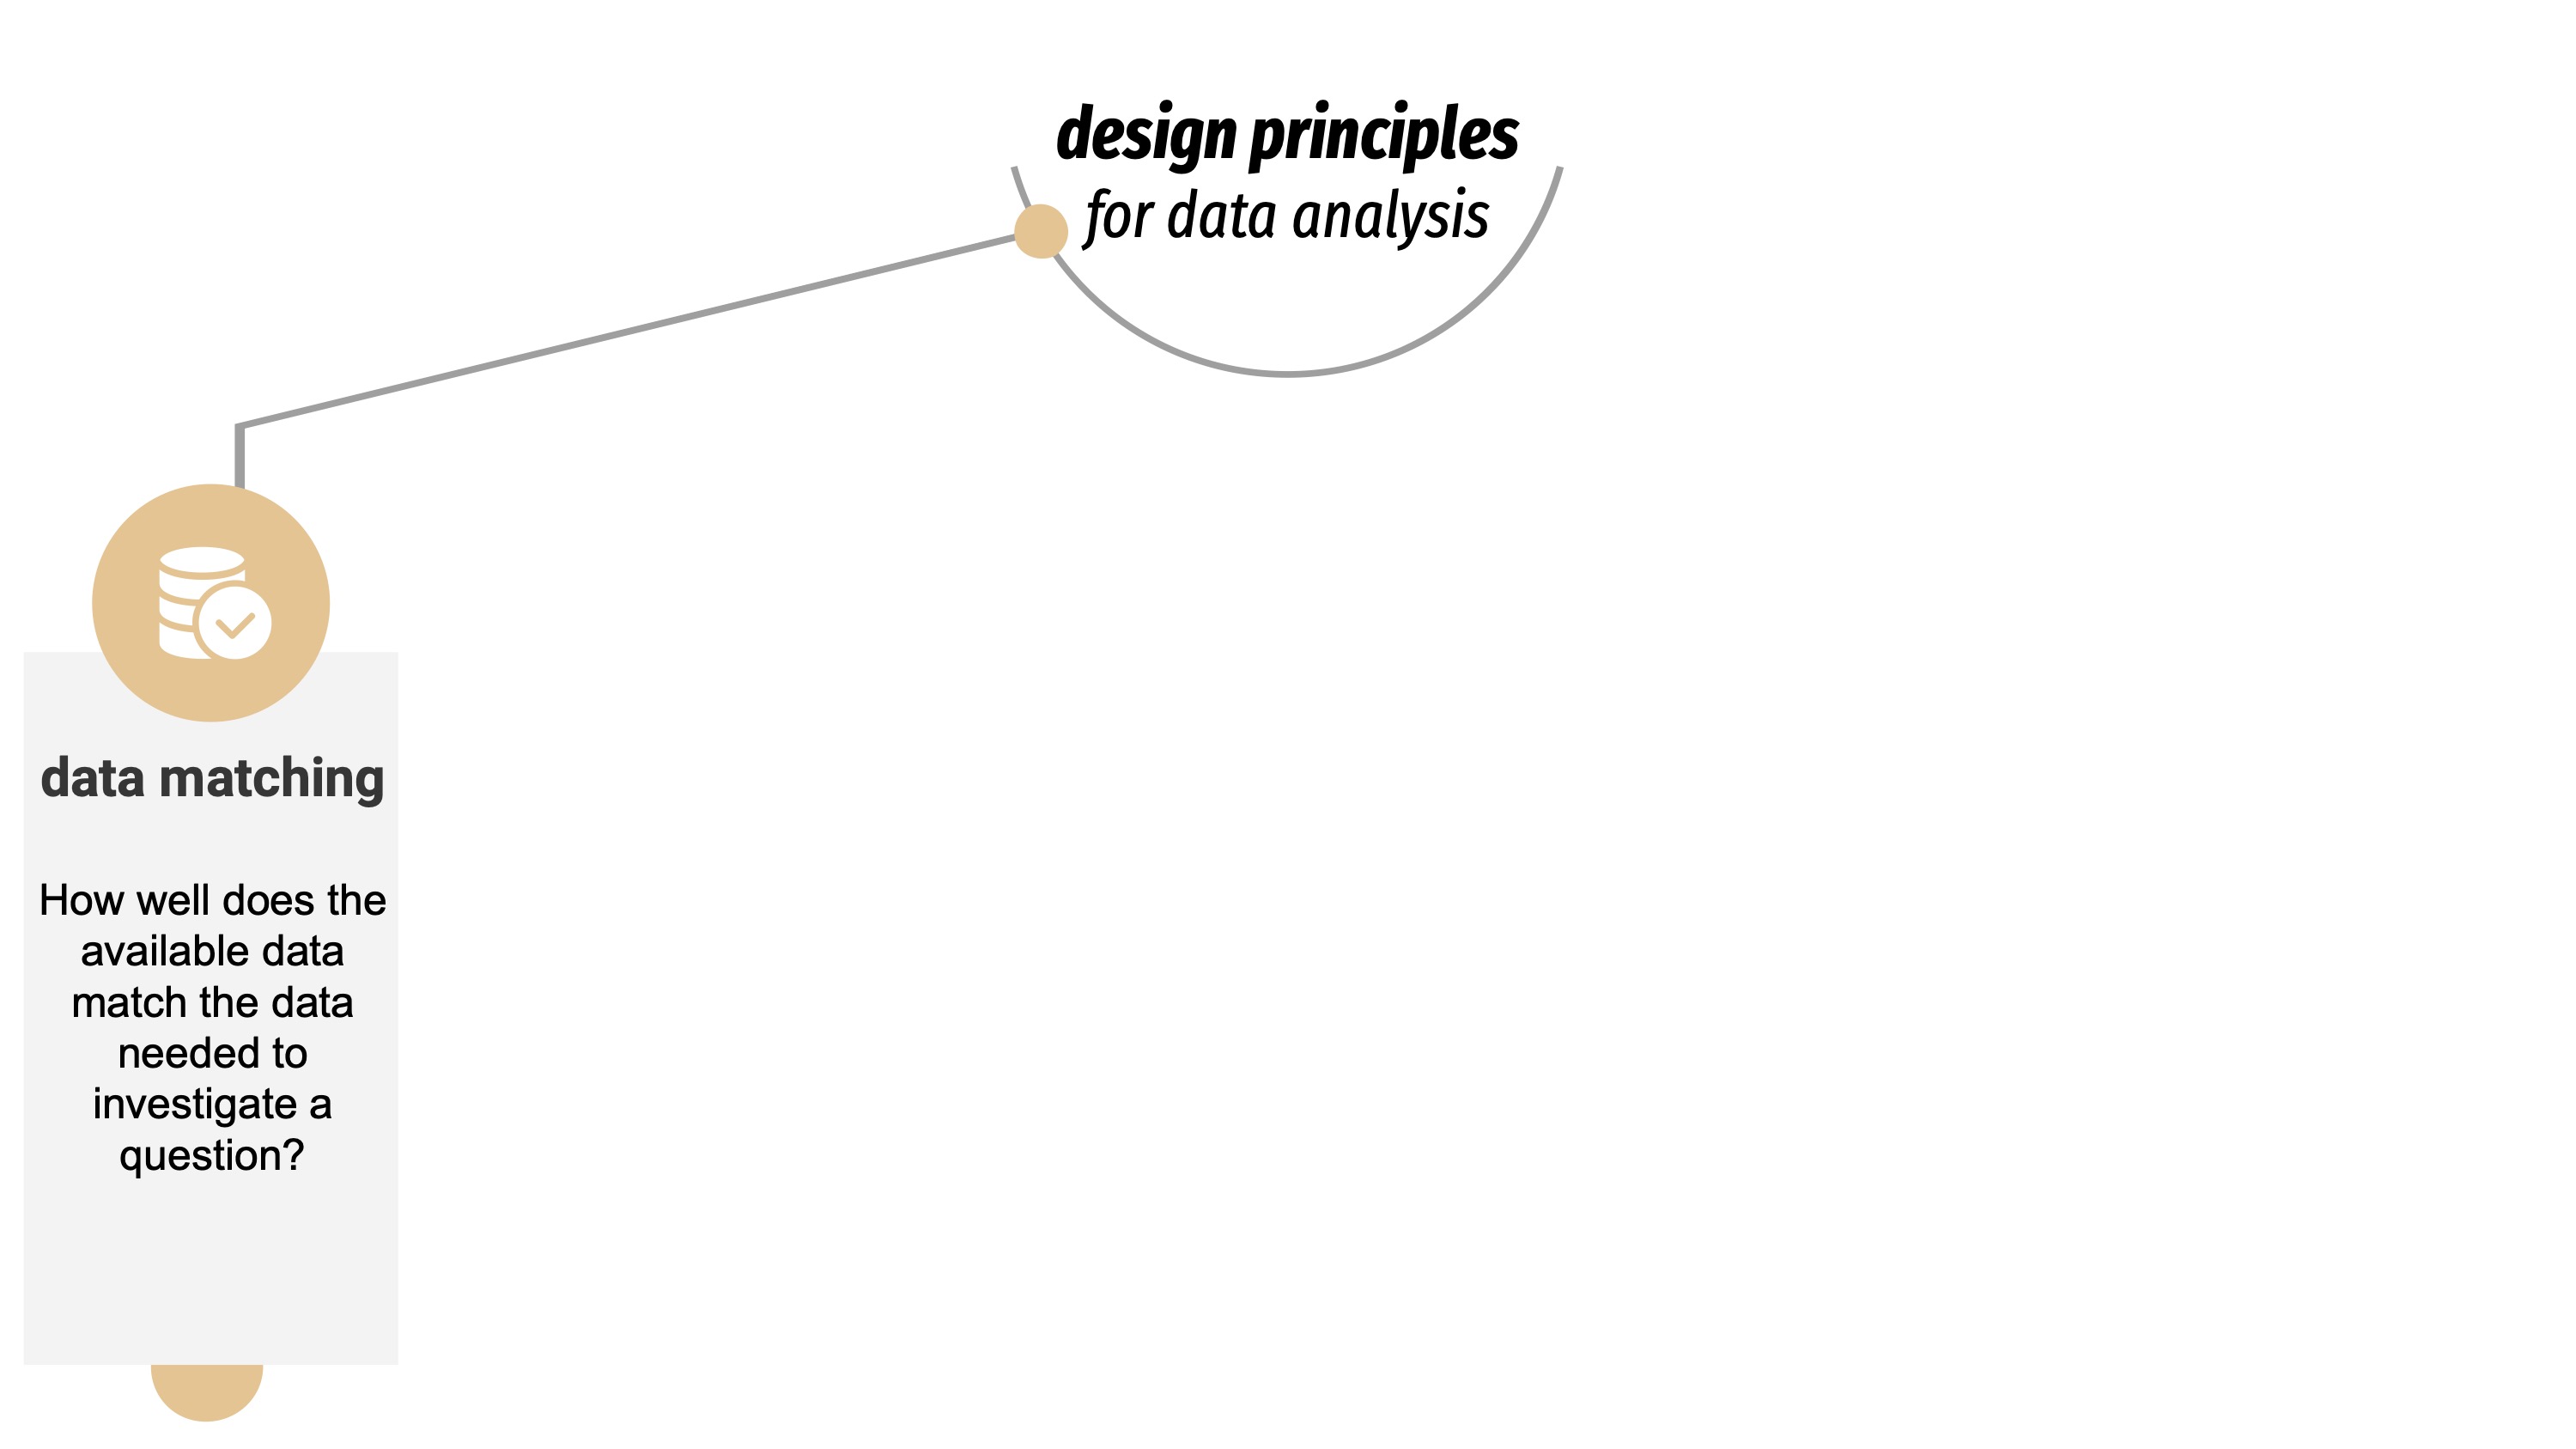 design principles
for data analysis
data matching
How well does the
available data
match the data
needed to
investigate a
question?